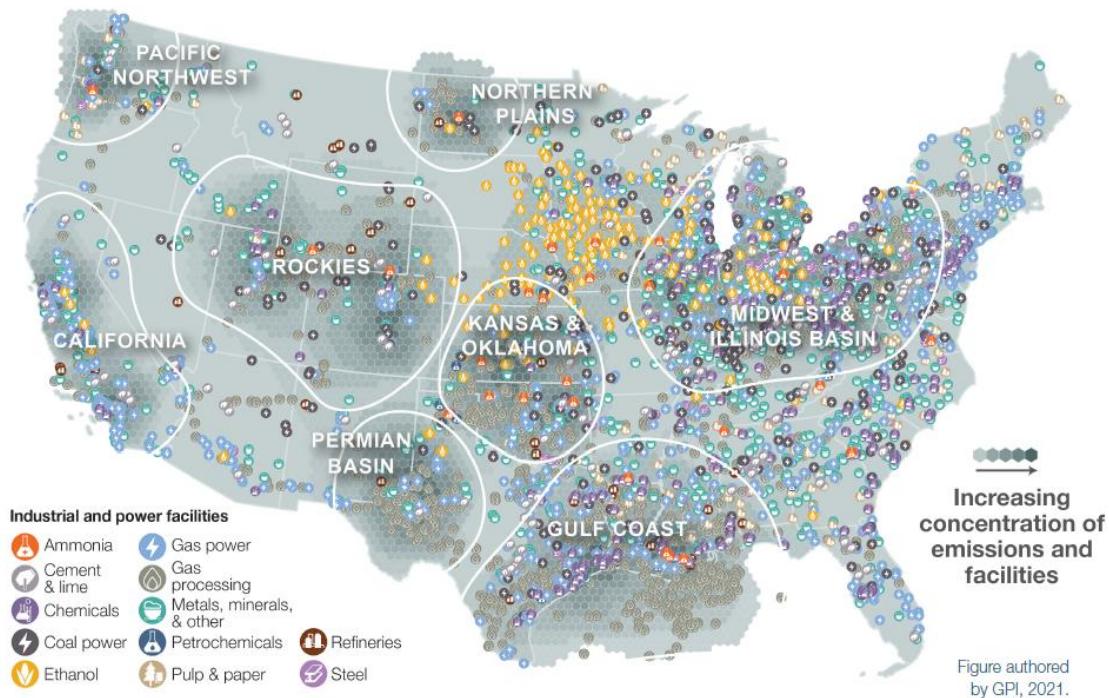 PACIFIC
NORTHWEST
NORTHERN
PLAINS
ROCKIES
CALIFORNIA
KANSAS &
OKLAHOMA
MIDWEST &
ILLINOIS BASIN
PERMIAN
BASIN
GULF COAST
Increasing
concentration of
emissions and
facilities
Industrial and power facilities
Ammonia
Gas power
Cement
& lime
Gas
processing
Chemicals
Metals, minerals,
& other
Coal power
Petrochemicals
Refineries
Ethanol
Pulp & paper
Steel
Figure authored
by GPI, 2021.